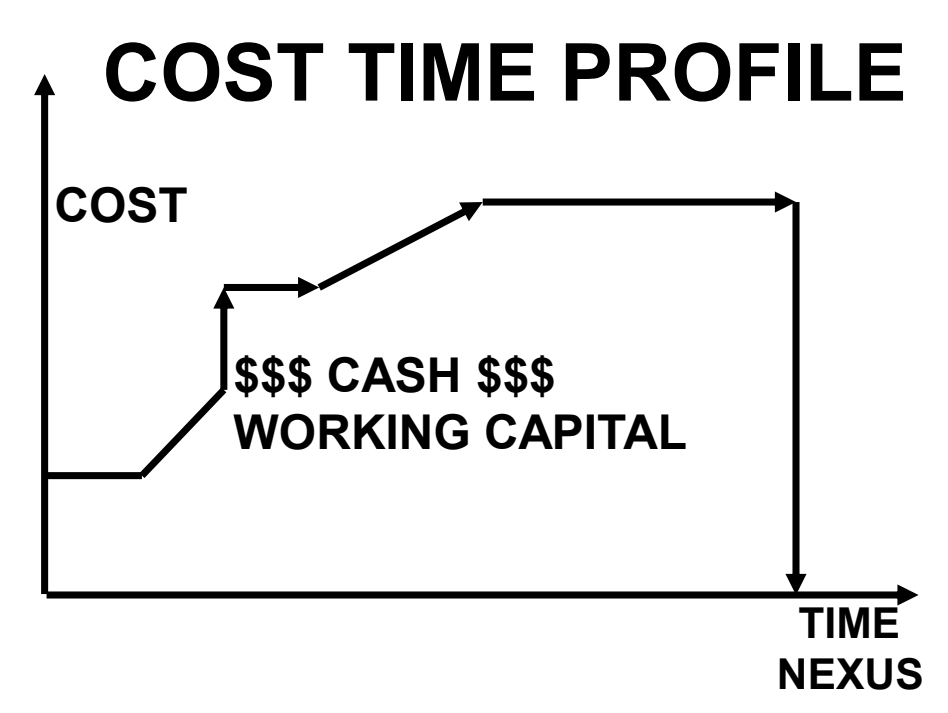 COST TIME PROFILE
COST
$$$ CASH $$$
WORKING CAPITAL
TIME
NEXUS